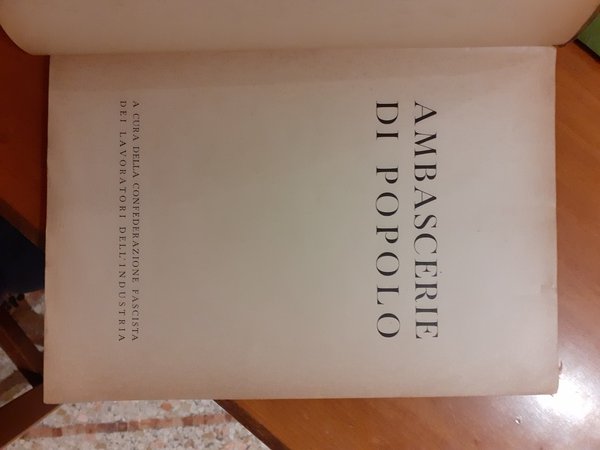 AMBASCERIE
DI POPOLO
A CURA DELLA CONFEDERAZIONE FASCISTA
DEI LAVORATORI DELL'INDUSTRIA